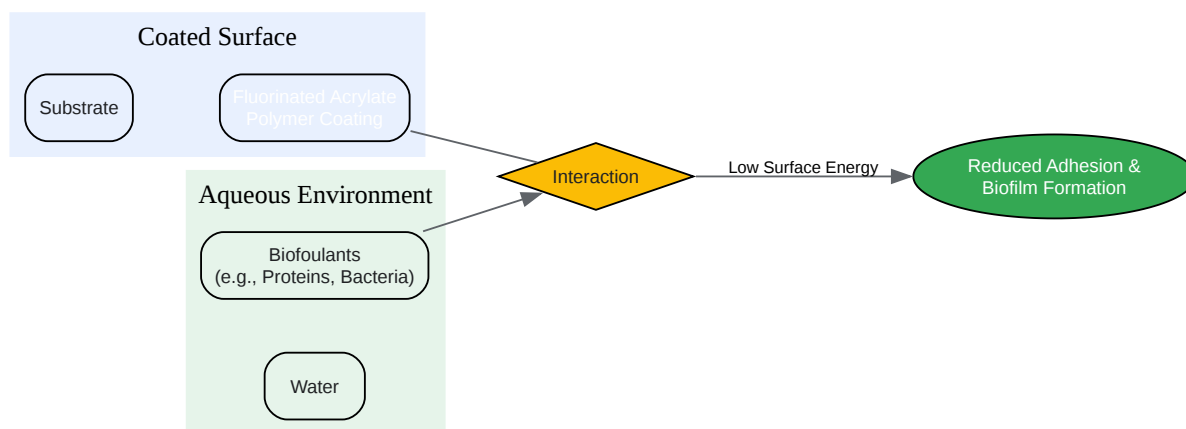 Coated Surface
Substrate
Fluorinated Acrylate
Polymer Coating
Aqueous Environment
Biofoulants
(e.g., Proteins, Bacteria)
Water
Interaction
Low Surface Energy
Reduced Adhesion &
Biofilm Formation